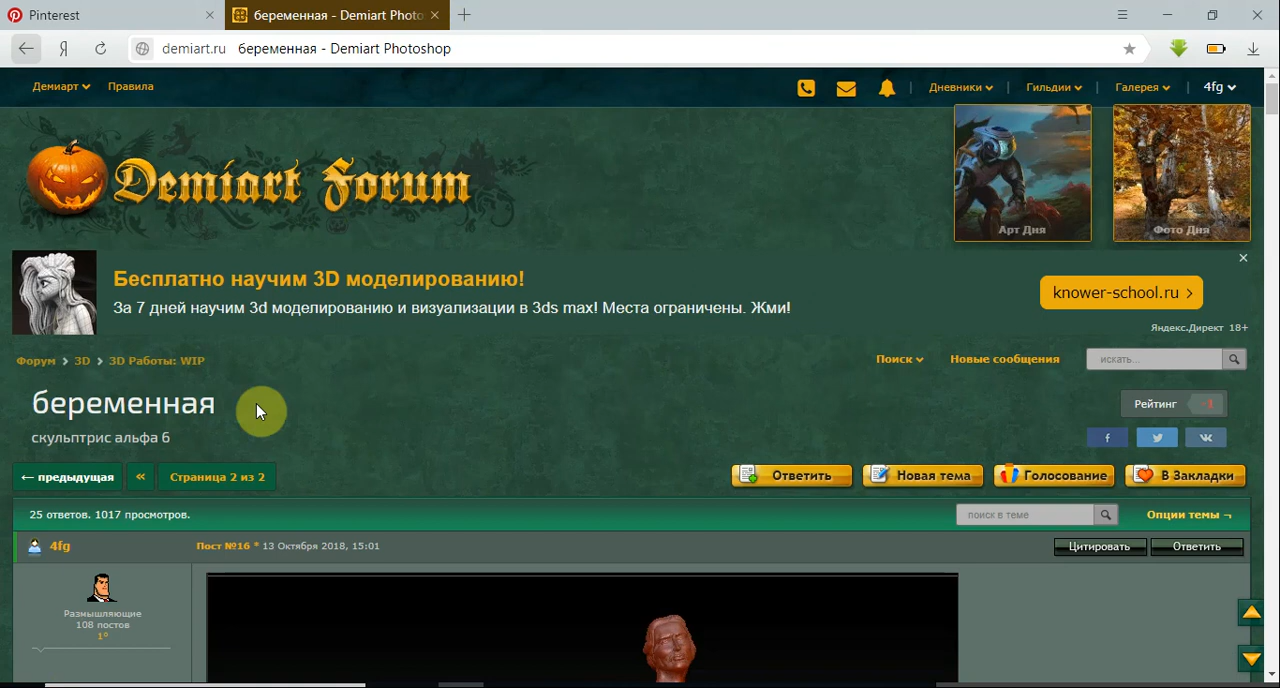 Pinterest
беременная - Demiart Photo
demiart.ru беременная - Demiart Photoshop
Демиарт Правила
Дневники | Гильдии | Галерея | 4fg
Demiart Forum
Арт Дня
Фото Дня
Бесплатно научим 3D моделированию!
За 7 дней научим 3d моделированию и визуализации в 3ds max! Места ограничены. Жми!
knower-school.ru >
Яндекс.Директ 18+
Форум > 3D > 3D Работы: WIP
Поиск Новые сообщения искать...
беременная
Рейтинг -1
скульптрис альфа 6
← предыдущая « Страница 2 из 2
Ответить Новая тема Голосование В Закладки
25 ответов. 1017 просмотров.
поиск в теме Опции темы ¬
4fg Пост №16 * 13 Октября 2018, 15:01
Цитировать Ответить
Размышляющие
108 постов
1°